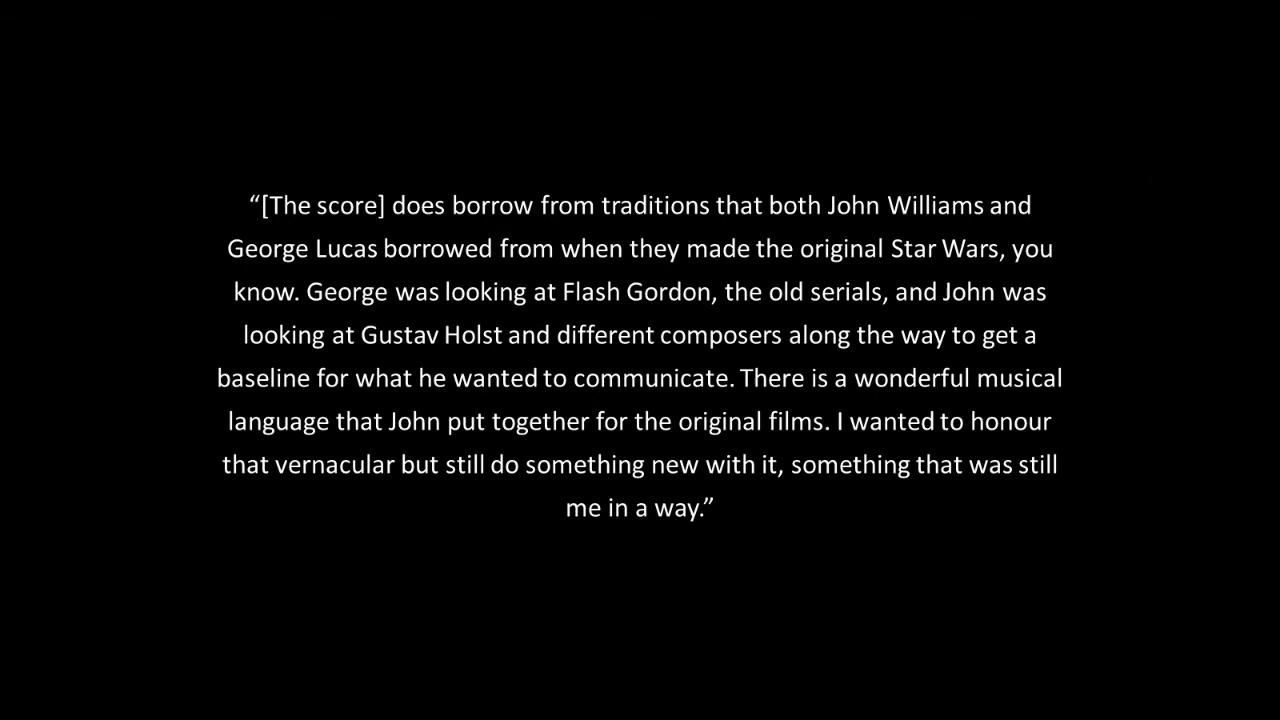 “[The score] does borrow from traditions that both John Williams and
George Lucas borrowed from when they made the original Star Wars, you
know. George was looking at Flash Gordon, the old serials, and John was
looking at Gustav Holst and different composers along the way to get a
baseline for what he wanted to communicate. There is a wonderful musical
language that John put together for the original films. I wanted to honour
that vernacular but still do something new with it, something that was still
me in a way.”